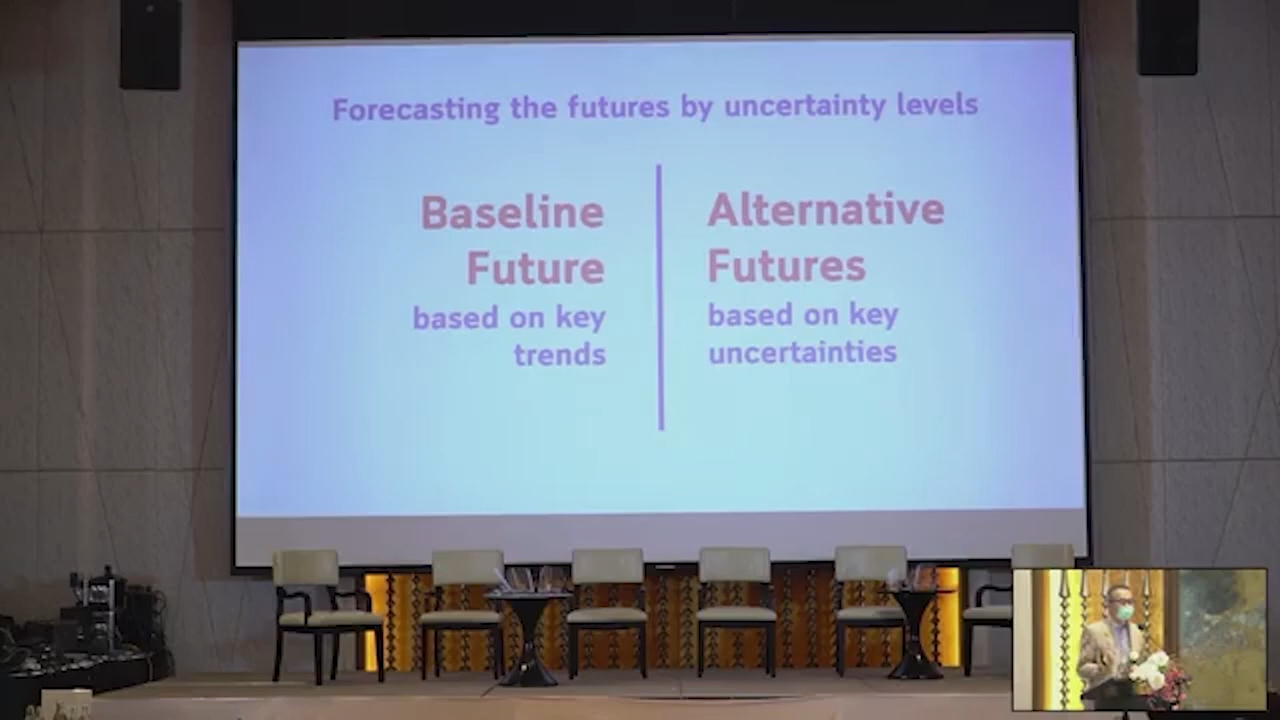 Forecasting the futures by uncertainty levels
Baseline
Future
based on key
trends
Alternative
Futures
based on key
uncertainties